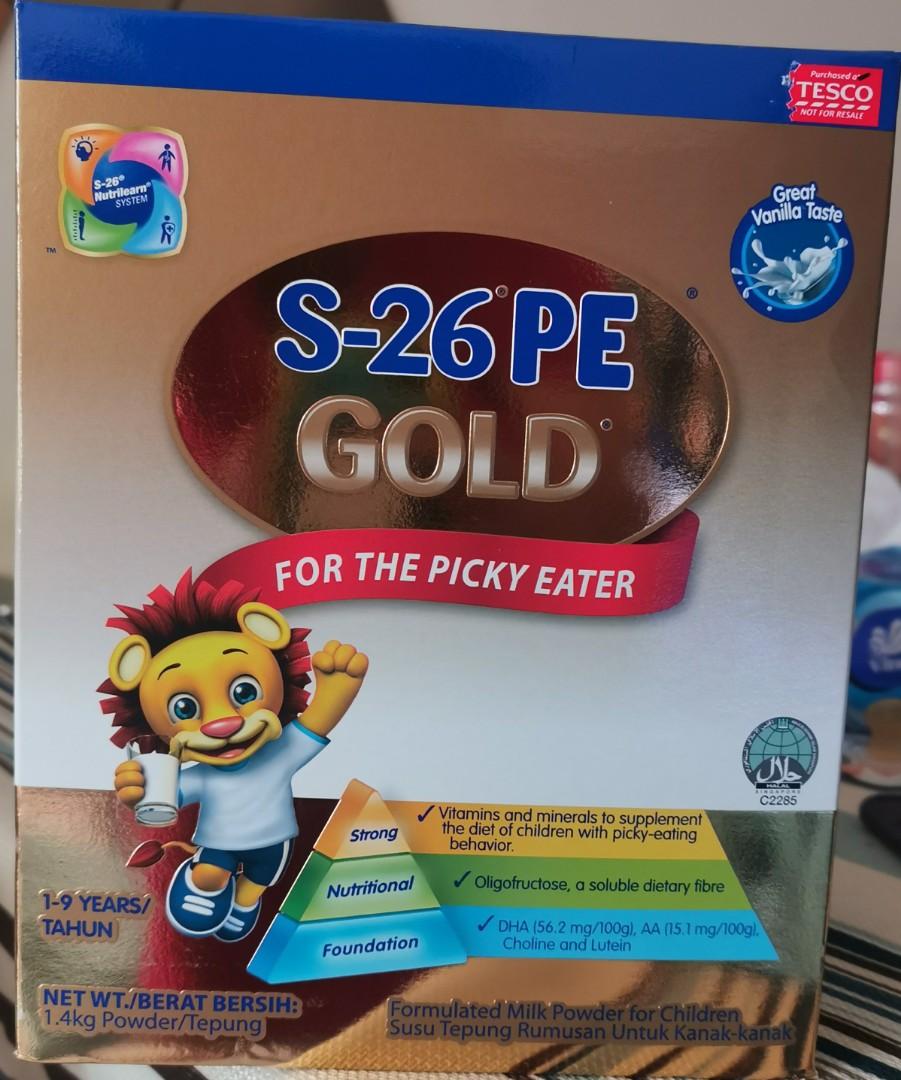 Purchased at
TESCO
NOT FOR RESALE
S-26®
Nutrilearn®
SYSTEM
TM
Great
Vanilla Taste
S-26® PE ®
GOLD®
FOR THE PICKY EATER
حلال
HALAL
SINGAPORE
C2285
Strong
✓ Vitamins and minerals to supplement
the diet of children with picky-eating
behavior.
Nutritional
✓ Oligofructose, a soluble dietary fibre
Foundation
✓ DHA (56.2 mg/100g), AA (15.1 mg/100g),
Choline and Lutein
1-9 YEARS/
TAHUN
NET WT./BERAT BERSIH:
1.4kg Powder/Tepung
Formulated Milk Powder for Children
Susu Tepung Rumusan Untuk Kanak-kanak